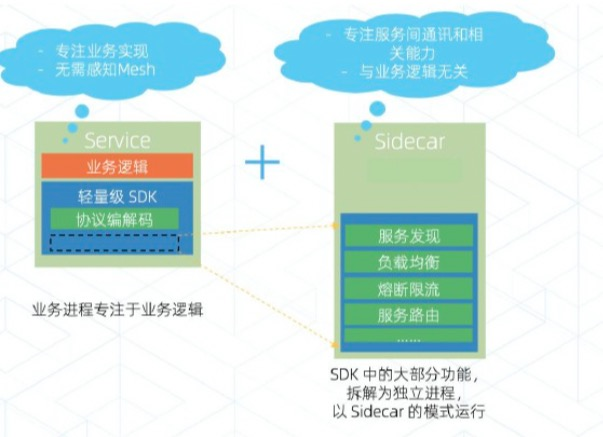 - 专注业务实现
- 无需感知Mesh
- 专注服务间通讯和相
关能力
- 与业务逻辑无关
Service
业务逻辑
轻量级 SDK
协议编解码
业务进程专注于业务逻辑
+
Sidecar
服务发现
负载均衡
熔断限流
服务路由
......
SDK 中的大部分功能，
拆解为独立进程，
以 Sidecar 的模式运行